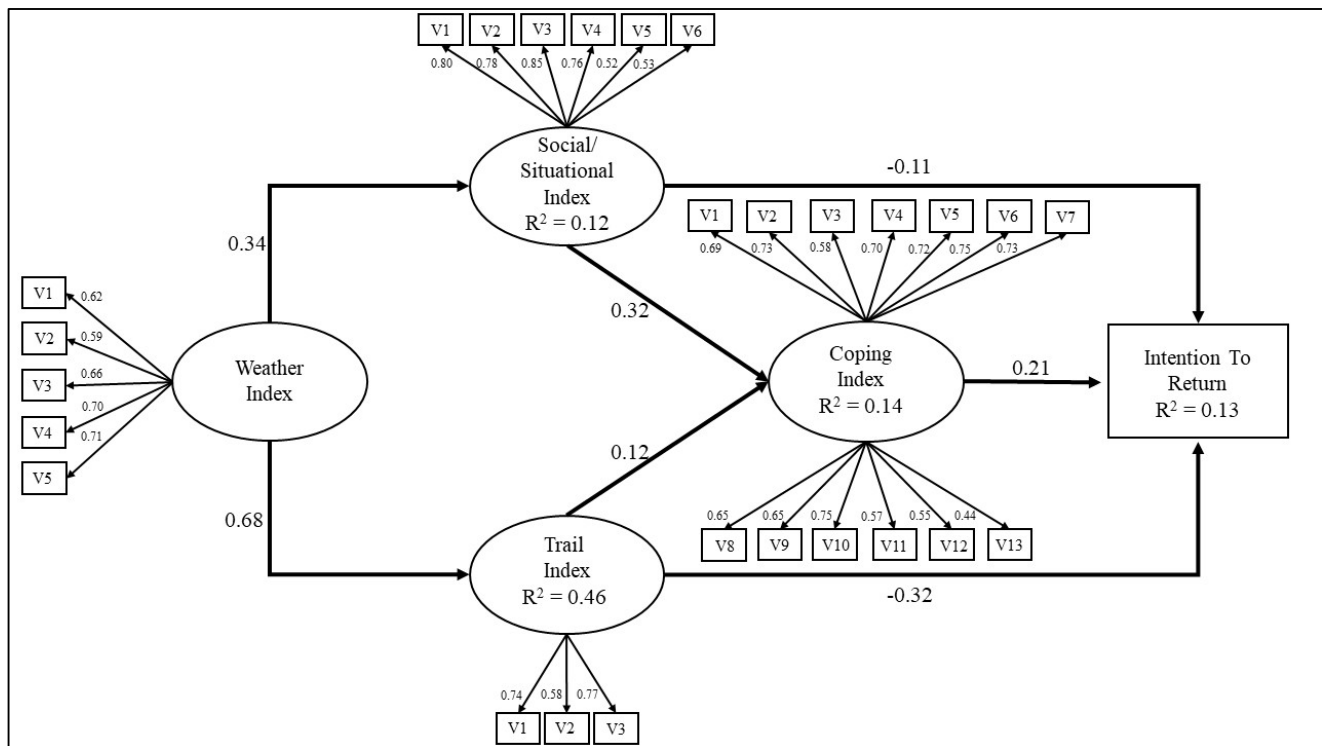 V1 V2 V3 V4 V5 V6
0.80 0.78 0.85 0.76 0.52 0.53
Social/
Situational
Index
R² = 0.12
-0.11
0.34
V1 V2 V3 V4 V5 V6 V7
0.69 0.73 0.58 0.70 0.72 0.75 0.73
0.32
V1 0.62
V2 0.59
V3 0.66
V4 0.70
V5 0.71
Weather
Index
Coping
Index
R² = 0.14
0.21
Intention To
Return
R² = 0.13
0.12
0.68
0.65 0.65 0.75 0.57 0.55 0.44
V8 V9 V10 V11 V12 V13
Trail
Index
R² = 0.46
-0.32
0.74 0.58 0.77
V1 V2 V3